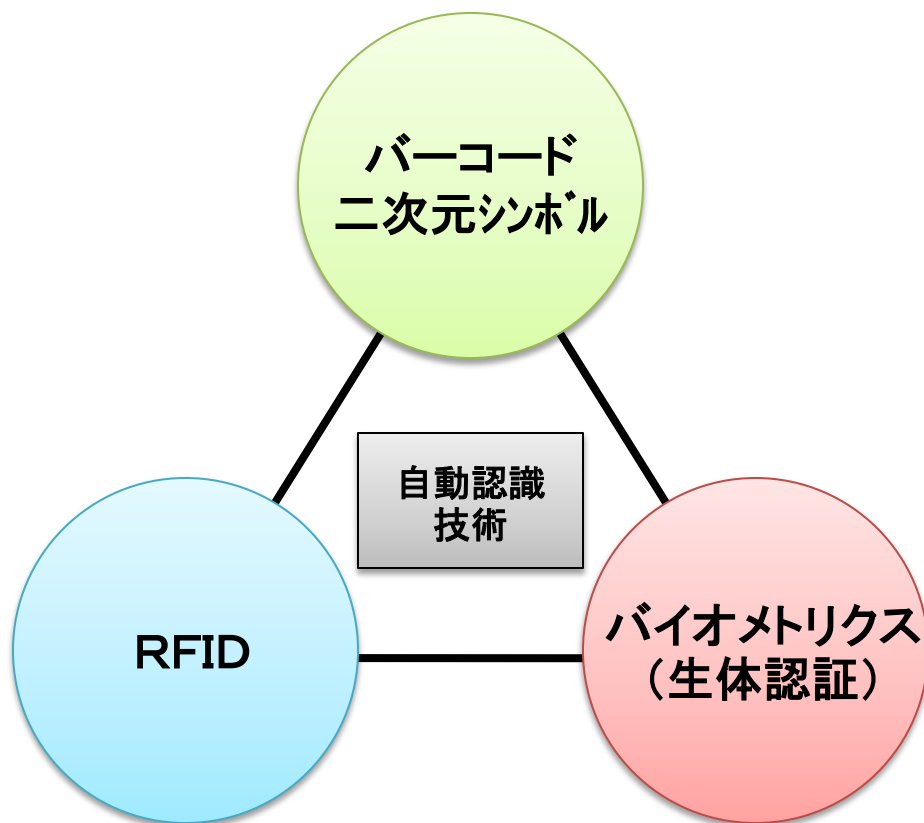 バーコード
二次元ｼﾝﾎﾞﾙ
自動認識
技術
ＲＦＩＤ
バイオメトリクス
（生体認証）